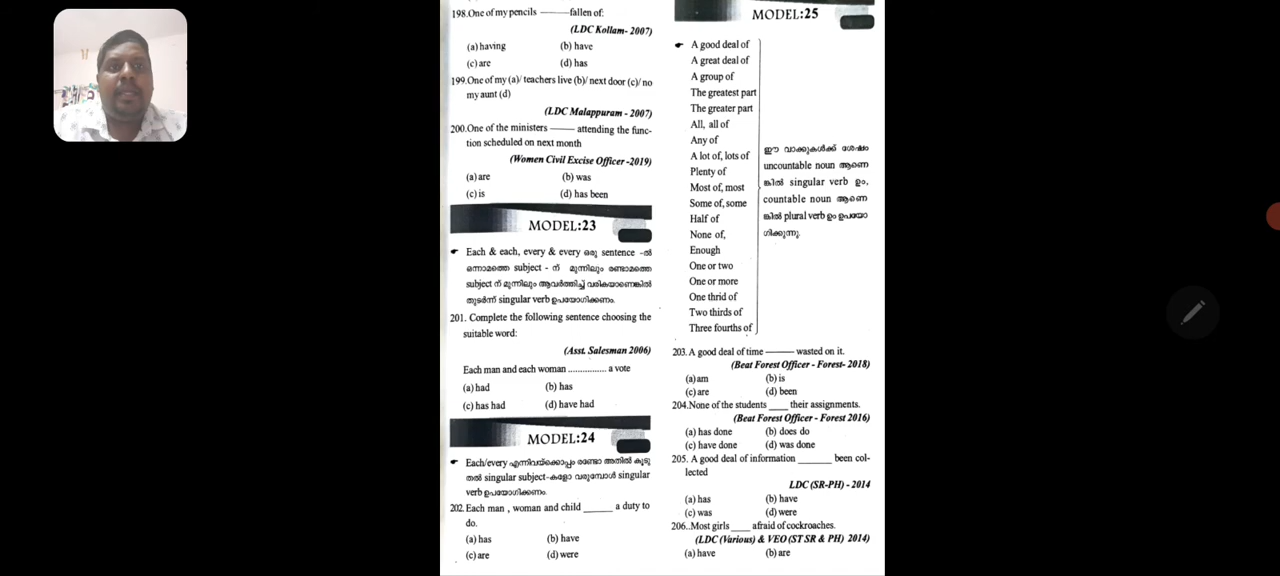 198.One of my pencils ——— fallen of:
(LDC Kollam- 2007)
(a) having (b) have
(c) are (d) has
199.One of my (a)/ teachers live (b)/ next door (c)/ no
my aunt (d)
(LDC Malappuram - 2007)
200.One of the ministers —— attending the func-
tion scheduled on next month
(Women Civil Excise Officer -2019)
(a) are (b) was
(c) is (d) has been
MODEL:23
Each & each, every & every ഒരു sentence -ൽ
ഒന്നാമത്തെ subject - ന് മുന്നിലും രണ്ടാമത്തെ
subject ന് മുന്നിലും ആവർത്തിച്ച് വരികയാണെങ്കിൽ
തുടർന്ന് singular verb ഉപയോഗിക്കണം.
201. Complete the following sentence choosing the
suitable word:
(Asst. Salesman 2006)
Each man and each woman ................ a vote
(a) had (b) has
(c) has had (d) have had
MODEL:24
Each/every എന്നിവയ്ക്കൊപ്പം രണ്ടോ അതിൽ കൂടു
തൽ singular subject-കളോ വരുമ്പോൾ singular
verb ഉപയോഗിക്കണം.
202. Each man , woman and child ______ a duty to
do.
(a) has (b) have
(c) are (d) were
MODEL:25
A good deal of
A great deal of
A group of
The greatest part
The greater part
All, all of
Any of
A lot of, lots of
Plenty of
Most of, most
Some of, some
Half of
None of,
Enough
One or two
One or more
One thrid of
Two thirds of
Three fourths of
ഈ വാക്കുകൾക്ക് ശേഷം
uncountable noun ആണെ
ങ്കിൽ singular verb ഉം,
countable noun ആണെ
ങ്കിൽ plural verb ഉം ഉപയോ
ഗിക്കുന്നു.
203. A good deal of time ——— wasted on it.
(Beat Forest Officer - Forest- 2018)
(a) am (b) is
(c) are (d) been
204.None of the students ____ their assignments.
(Beat Forest Officer - Forest 2016)
(a) has done (b) does do
(c) have done (d) was done
205. A good deal of information ______ been col-
lected
LDC (SR-PH) - 2014
(a) has (b) have
(c) was (d) were
206..Most girls ____ afraid of cockroaches.
(LDC (Various) & VEO (ST SR & PH) 2014)
(a) have (b) are